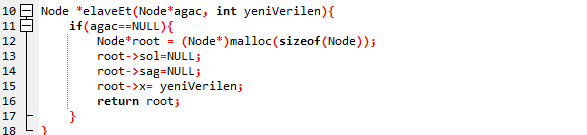 10 Node *elaveEt(Node*agac, int yeniVerilen){
11 if(agac==NULL){
12 Node*root = (Node*)malloc(sizeof(Node));
13 root->sol=NULL;
14 root->sag=NULL;
15 root->x= yeniVerilen;
16 return root;
17 }
18 }